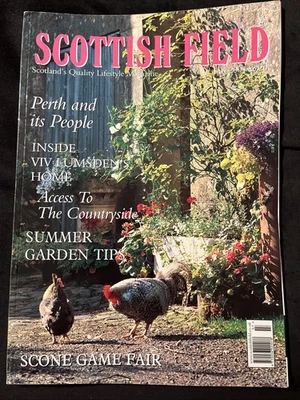 SCOTTISH FIELD
Scotland's Quality Lifestyle Magazine
Perth and
its People
INSIDE
VIV LUMSDEN'S
HOME
Access To
The Countryside
SUMMER
GARDEN TIPS
SCONE GAME FAIR